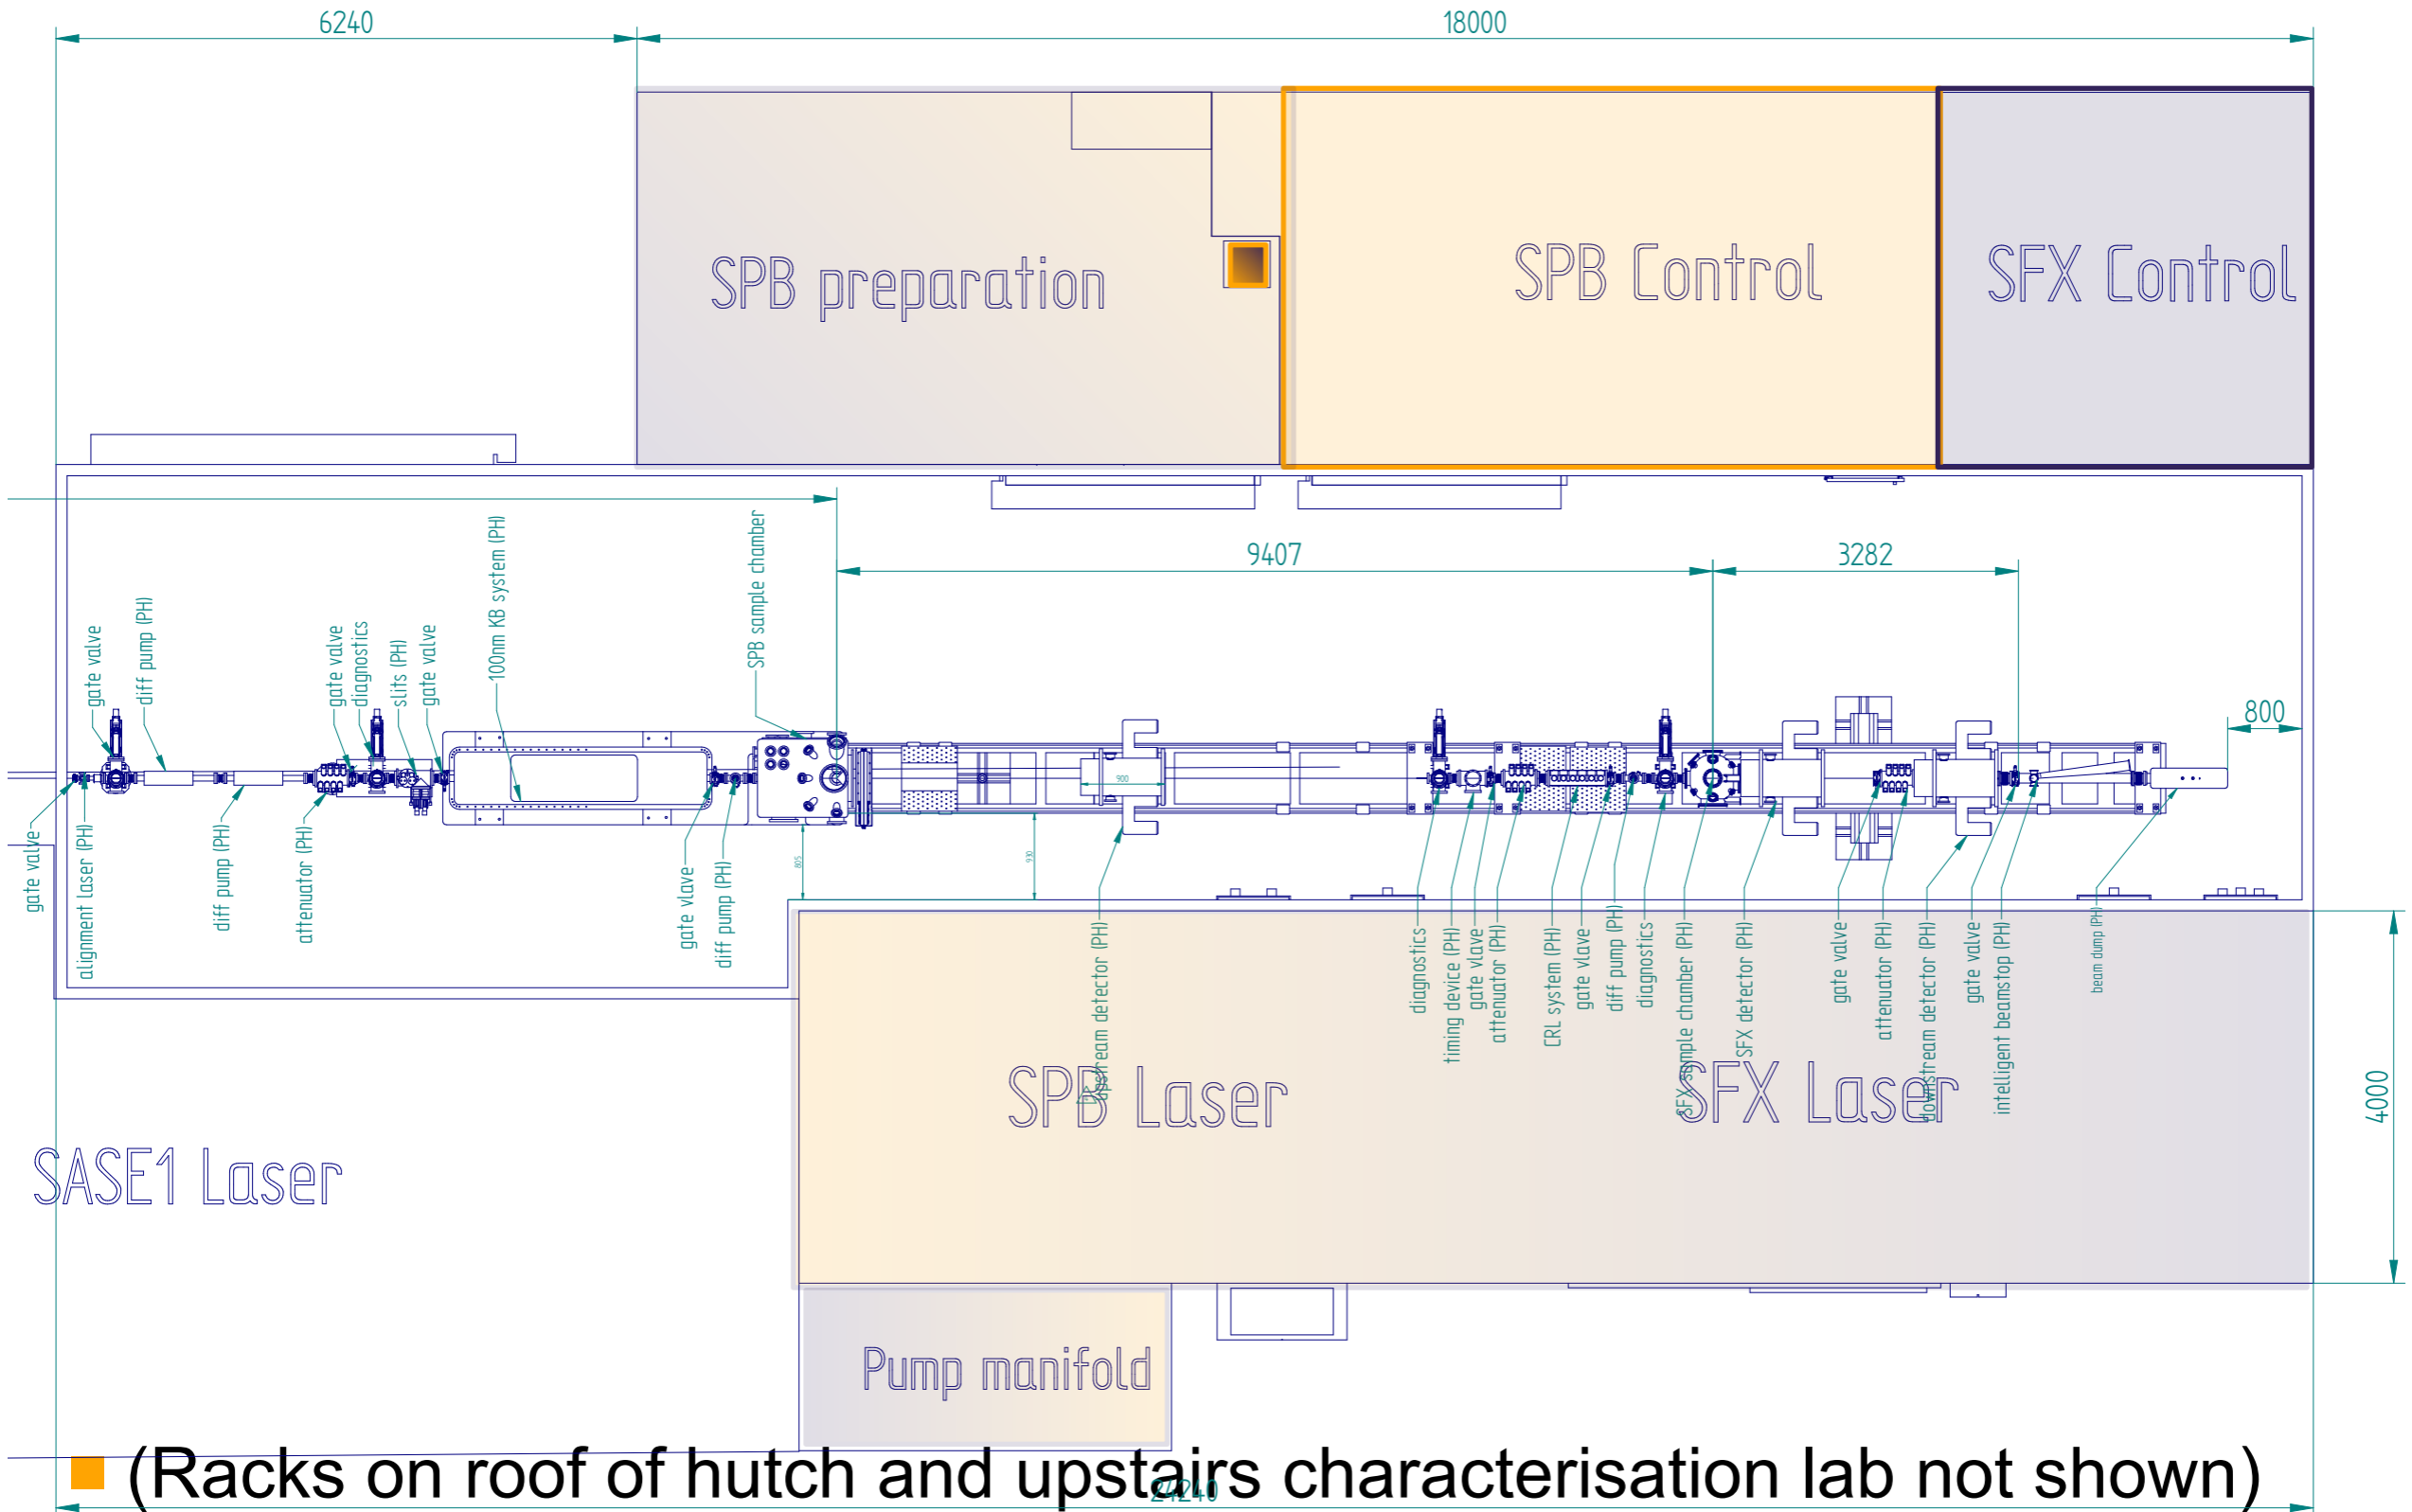 6240
18000
SPB preparation
SPB Control
SFX Control
9407
3282
800
gate valve
diff pump (PH)
gate valve
diagnostics
slits (PH)
gate valve
100nm KB system (PH)
SPB sample chamber
900
805
930
gate valve
alignment laser (PH)
diff pump (PH)
attenuator (PH)
gate vlave
diff pump (PH)
upstream detector (PH)
diagnostics
timing device (PH)
gate vlave
attenuator (PH)
CRL system (PH)
gate vlave
diff pump (PH)
diagnostics
SFX sample chamber (PH)
SFX detector (PH)
gate valve
attenuator (PH)
downstream detector (PH)
gate valve
intelligent beamstop (PH)
beam dump (PH)
SPB Laser
SFX Laser
4000
SASE1 Laser
Pump manifold
(Racks on roof of hutch and upstairs characterisation lab not shown)
24240